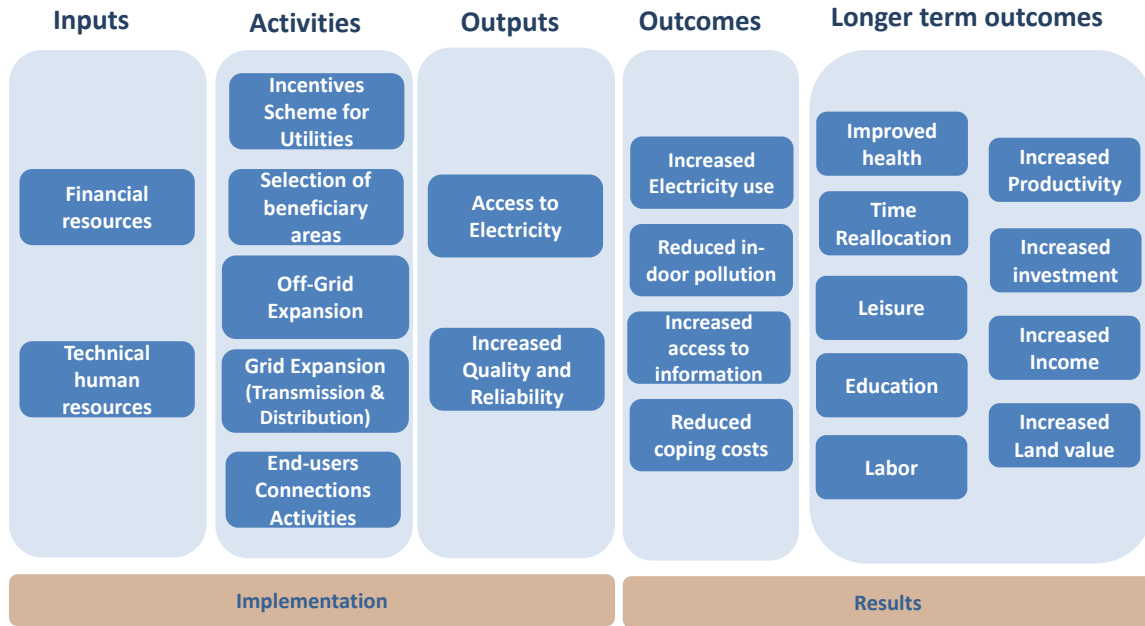 Inputs
Activities
Outputs
Outcomes
Longer term outcomes
Financial
resources
Technical
human
resources
Incentives
Scheme for
Utilities
Selection of
beneficiary
areas
Off-Grid
Expansion
Grid Expansion
(Transmission &
Distribution)
End-users
Connections
Activities
Access to
Electricity
Increased
Quality and
Reliability
Increased
Electricity use
Reduced in-
door pollution
Increased
access to
information
Reduced
coping costs
Improved
health
Time
Reallocation
Leisure
Education
Labor
Increased
Productivity
Increased
investment
Increased
Income
Increased
Land value
Implementation
Results